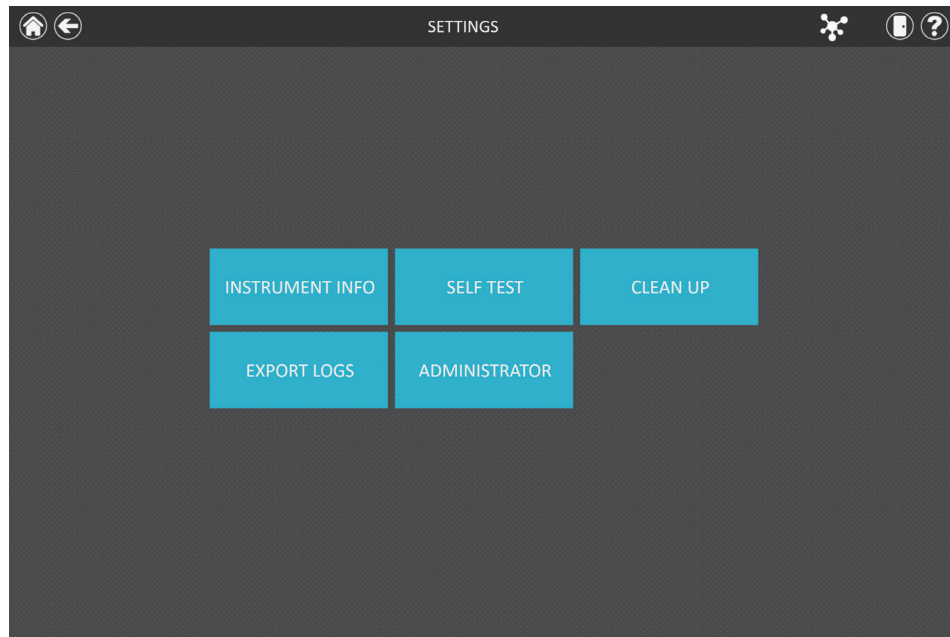 SETTINGS
INSTRUMENT INFO
SELF TEST
CLEAN UP
EXPORT LOGS
ADMINISTRATOR